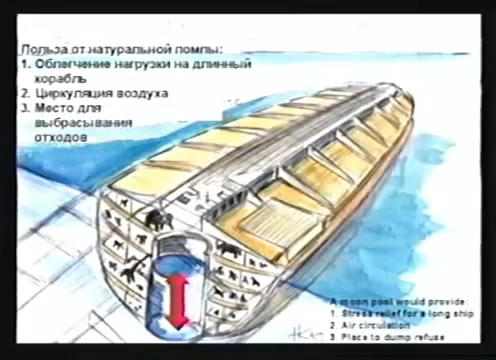 Польза от натуральной помпы:
1. Облегчение нагрузки на длинный
корабль
2. Циркуляция воздуха
3. Место для
выбрасывания
отходов
A moon pool would provide:
1. Stress relief for a long ship
2. Air circulation
3. Place to dump refuse